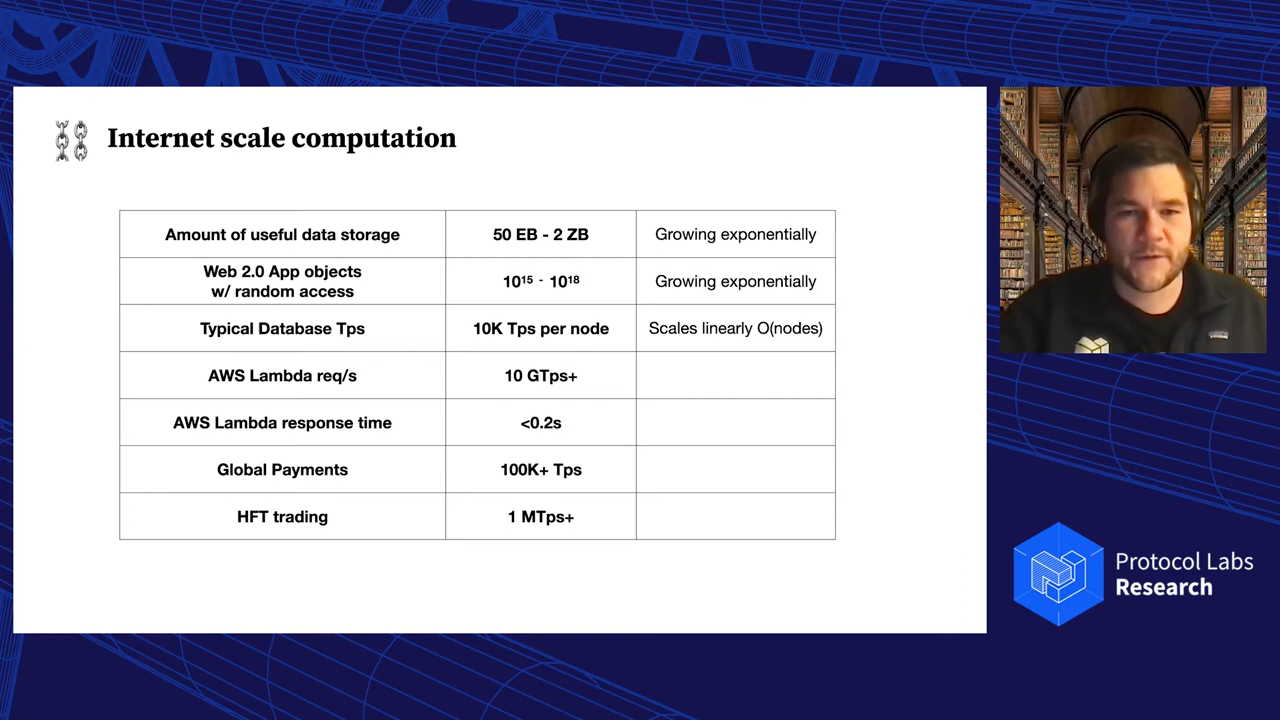 Internet scale computation
Amount of useful data storage 50 EB - 2 ZB Growing exponentially
Web 2.0 App objects
w/ random access 10¹⁵ - 10¹⁸ Growing exponentially
Typical Database Tps 10K Tps per node Scales linearly O(nodes)
AWS Lambda req/s 10 GTps+
AWS Lambda response time <0.2s
Global Payments 100K+ Tps
HFT trading 1 MTps+
Protocol Labs
Research